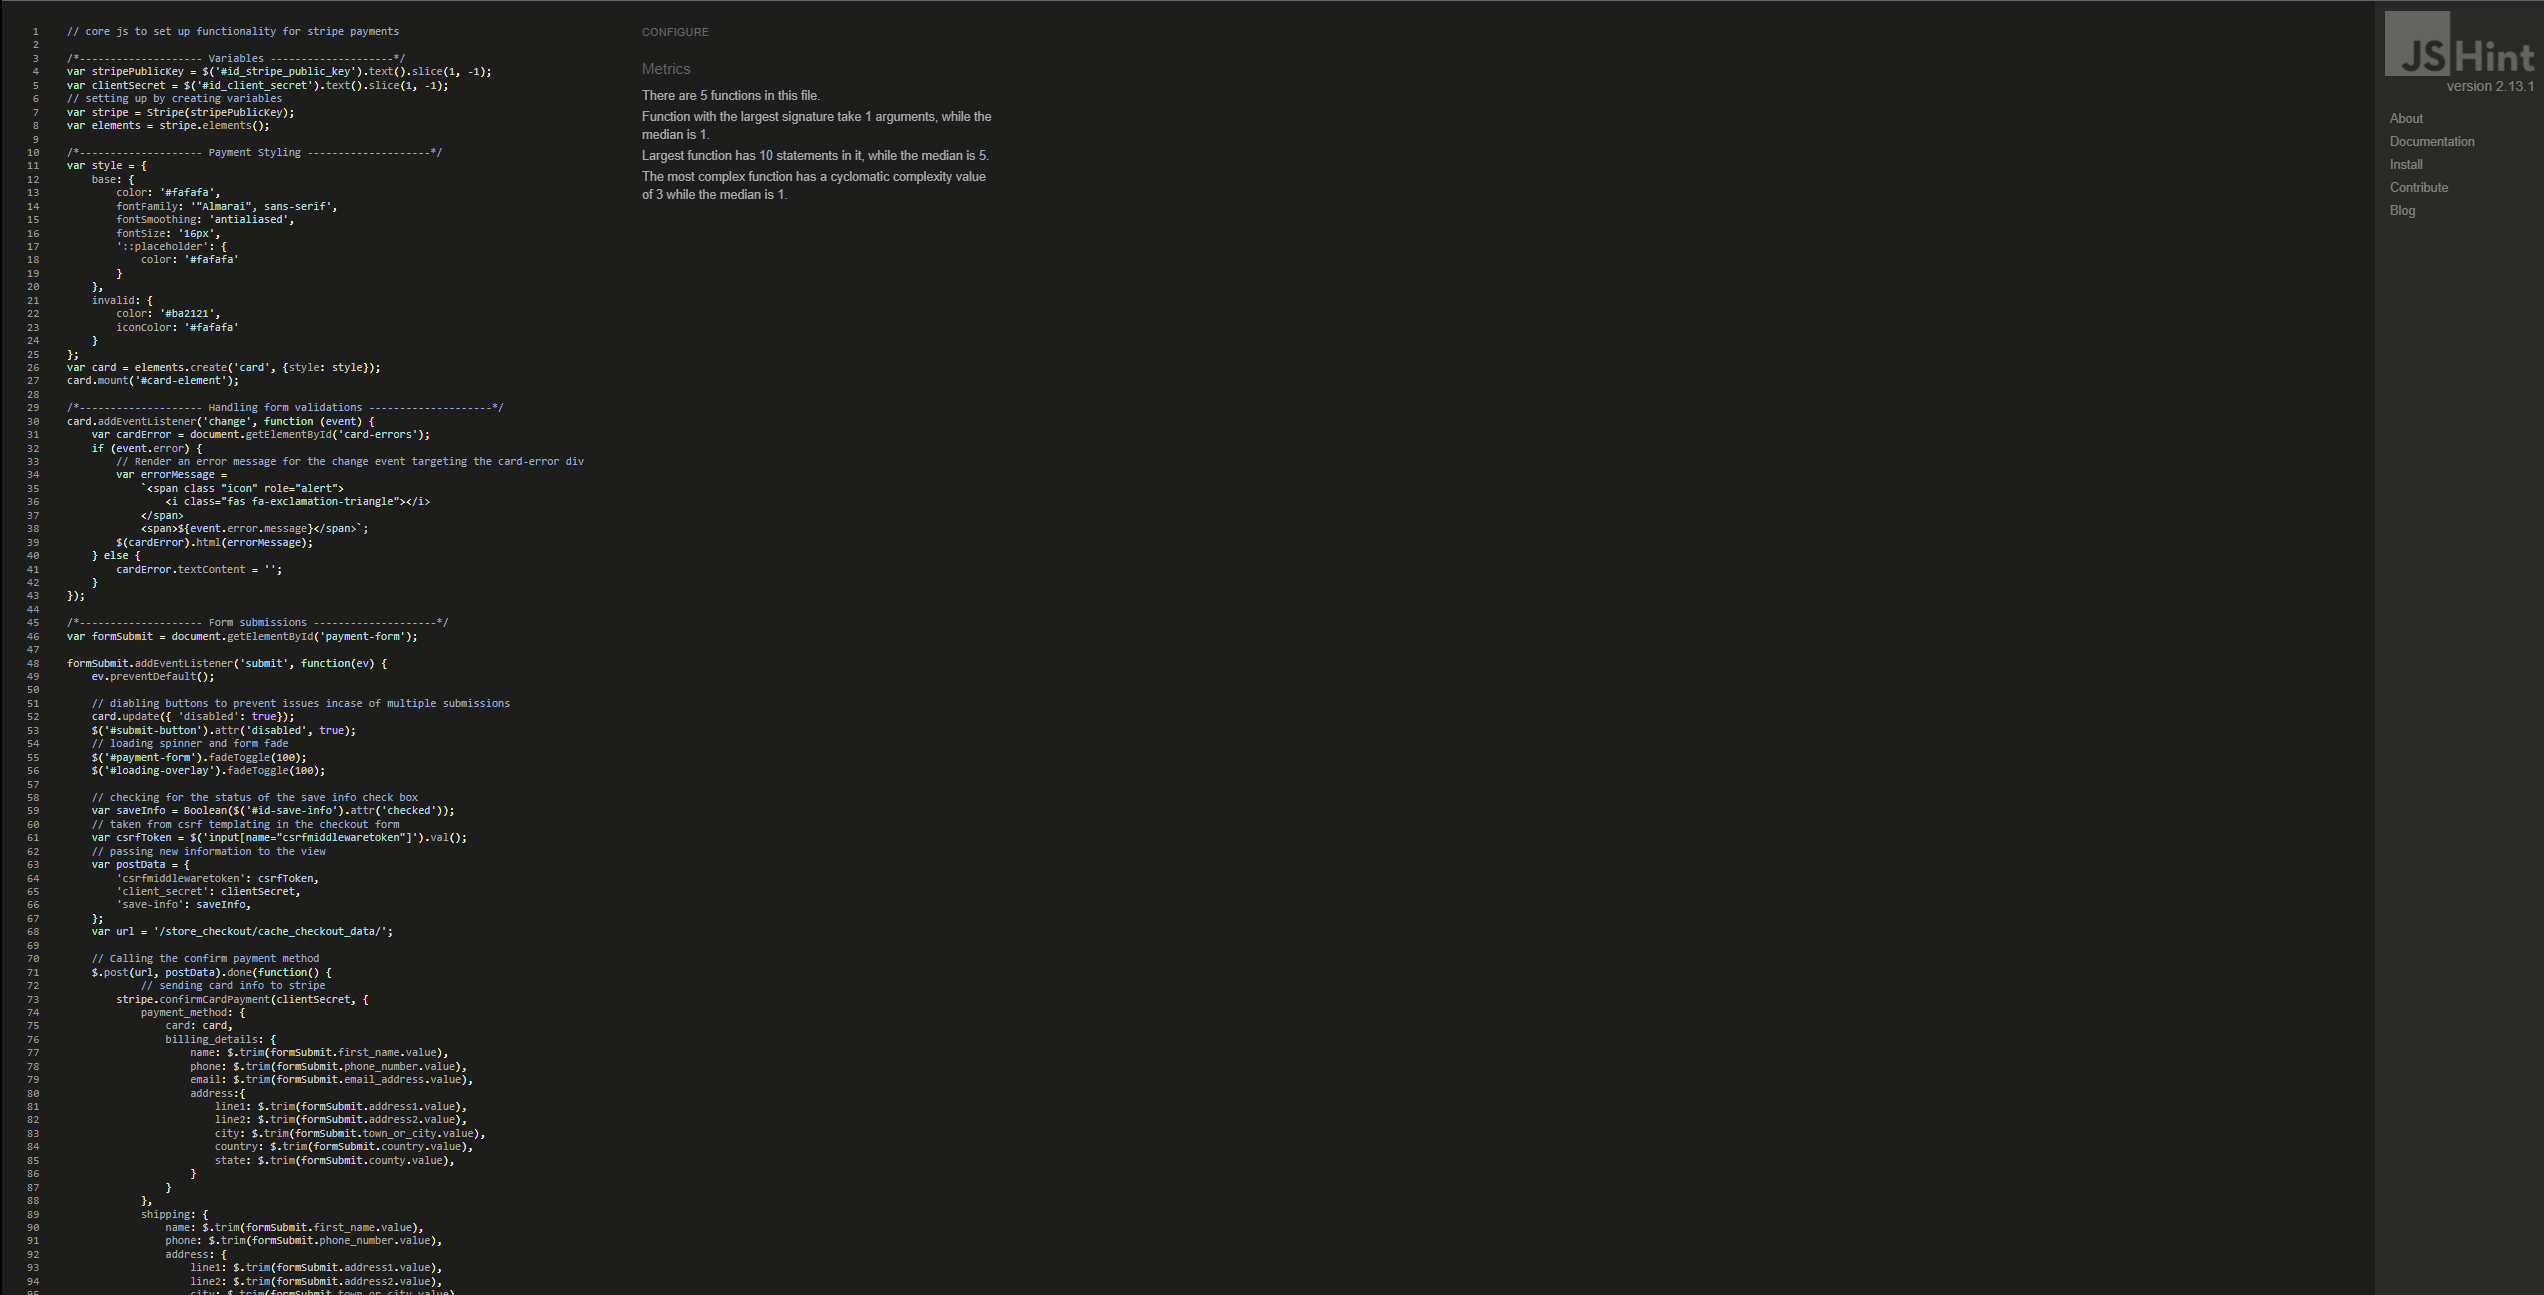 1 // core js to set up functionality for stripe payments
2
3 /*-------------------- Variables --------------------*/
4 var stripePublicKey = $('#id_stripe_public_key').text().slice(1, -1);
5 var clientSecret = $('#id_client_secret').text().slice(1, -1);
6 // setting up by creating variables
7 var stripe = Stripe(stripePublicKey);
8 var elements = stripe.elements();
9
10 /*-------------------- Payment Styling --------------------*/
11 var style = {
12 base: {
13 color: '#fafafa',
14 fontFamily: '"Almarai", sans-serif',
15 fontSmoothing: 'antialiased',
16 fontSize: '16px',
17 '::placeholder': {
18 color: '#fafafa'
19 }
20 },
21 invalid: {
22 color: '#ba2121',
23 iconColor: '#fafafa'
24 }
25 };
26 var card = elements.create('card', {style: style});
27 card.mount('#card-element');
28
29 /*-------------------- Handling form validations --------------------*/
30 card.addEventListener('change', function (event) {
31 var cardError = document.getElementById('card-errors');
32 if (event.error) {
33 // Render an error message for the change event targeting the card-error div
34 var errorMessage =
35 `<span class "icon" role="alert">
36 <i class="fas fa-exclamation-triangle"></i>
37 </span>
38 <span>${event.error.message}</span>`;
39 $(cardError).html(errorMessage);
40 } else {
41 cardError.textContent = '';
42 }
43 });
44
45 /*-------------------- Form submissions --------------------*/
46 var formSubmit = document.getElementById('payment-form');
47
48 formSubmit.addEventListener('submit', function(ev) {
49 ev.preventDefault();
50
51 // diabling buttons to prevent issues incase of multiple submissions
52 card.update({ 'disabled': true});
53 $('#submit-button').attr('disabled', true);
54 // loading spinner and form fade
55 $('#payment-form').fadeToggle(100);
56 $('#loading-overlay').fadeToggle(100);
57
58 // checking for the status of the save info check box
59 var saveInfo = Boolean($('#id-save-info').attr('checked'));
60 // taken from csrf templating in the checkout form
61 var csrfToken = $('input[name="csrfmiddlewaretoken"]').val();
62 // passing new information to the view
63 var postData = {
64 'csrfmiddlewaretoken': csrfToken,
65 'client_secret': clientSecret,
66 'save-info': saveInfo,
67 };
68 var url = '/store_checkout/cache_checkout_data/';
69
70 // Calling the confirm payment method
71 $.post(url, postData).done(function() {
72 // sending card info to stripe
73 stripe.confirmCardPayment(clientSecret, {
74 payment_method: {
75 card: card,
76 billing_details: {
77 name: $.trim(formSubmit.first_name.value),
78 phone: $.trim(formSubmit.phone_number.value),
79 email: $.trim(formSubmit.email_address.value),
80 address:{
81 line1: $.trim(formSubmit.address1.value),
82 line2: $.trim(formSubmit.address2.value),
83 city: $.trim(formSubmit.town_or_city.value),
84 country: $.trim(formSubmit.country.value),
85 state: $.trim(formSubmit.county.value),
86 }
87 }
88 },
89 shipping: {
90 name: $.trim(formSubmit.first_name.value),
91 phone: $.trim(formSubmit.phone_number.value),
92 address: {
93 line1: $.trim(formSubmit.address1.value),
94 line2: $.trim(formSubmit.address2.value),
95 city: $.trim(formSubmit.town_or_city.value)
CONFIGURE
Metrics
There are 5 functions in this file.
Function with the largest signature take 1 arguments, while the
median is 1.
Largest function has 10 statements in it, while the median is 5.
The most complex function has a cyclomatic complexity value
of 3 while the median is 1.
JSHint
version 2.13.1
About
Documentation
Install
Contribute
Blog